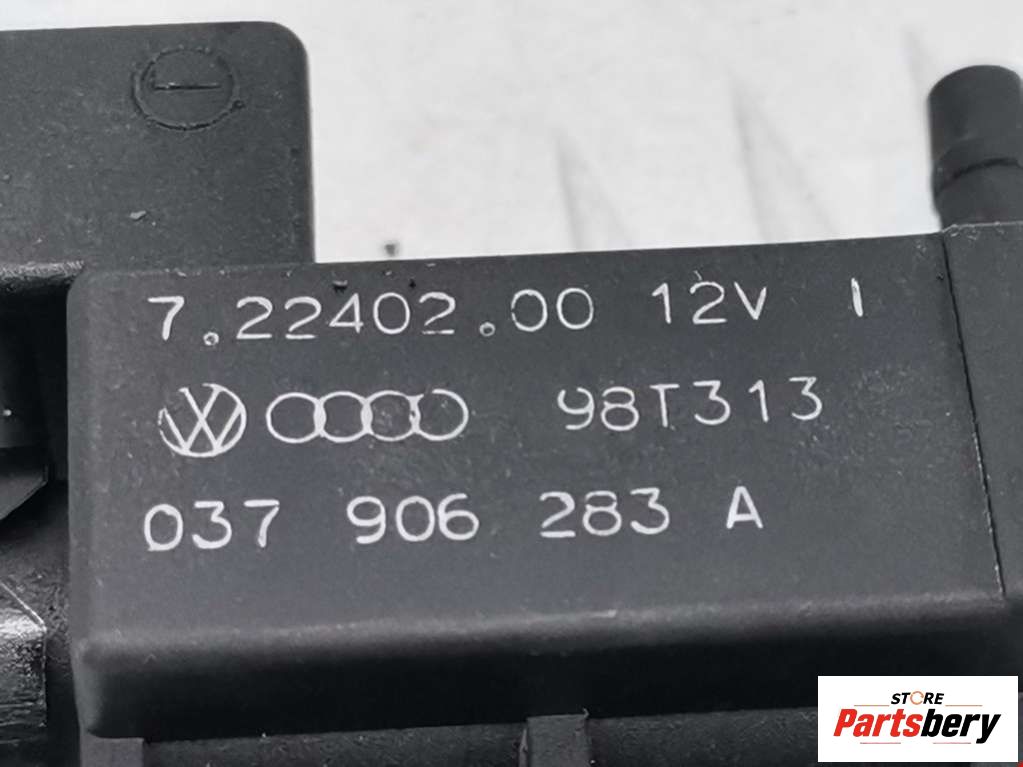 7.22402.00 12V I
98T313
037 906 283 A
STORE
Partsbery